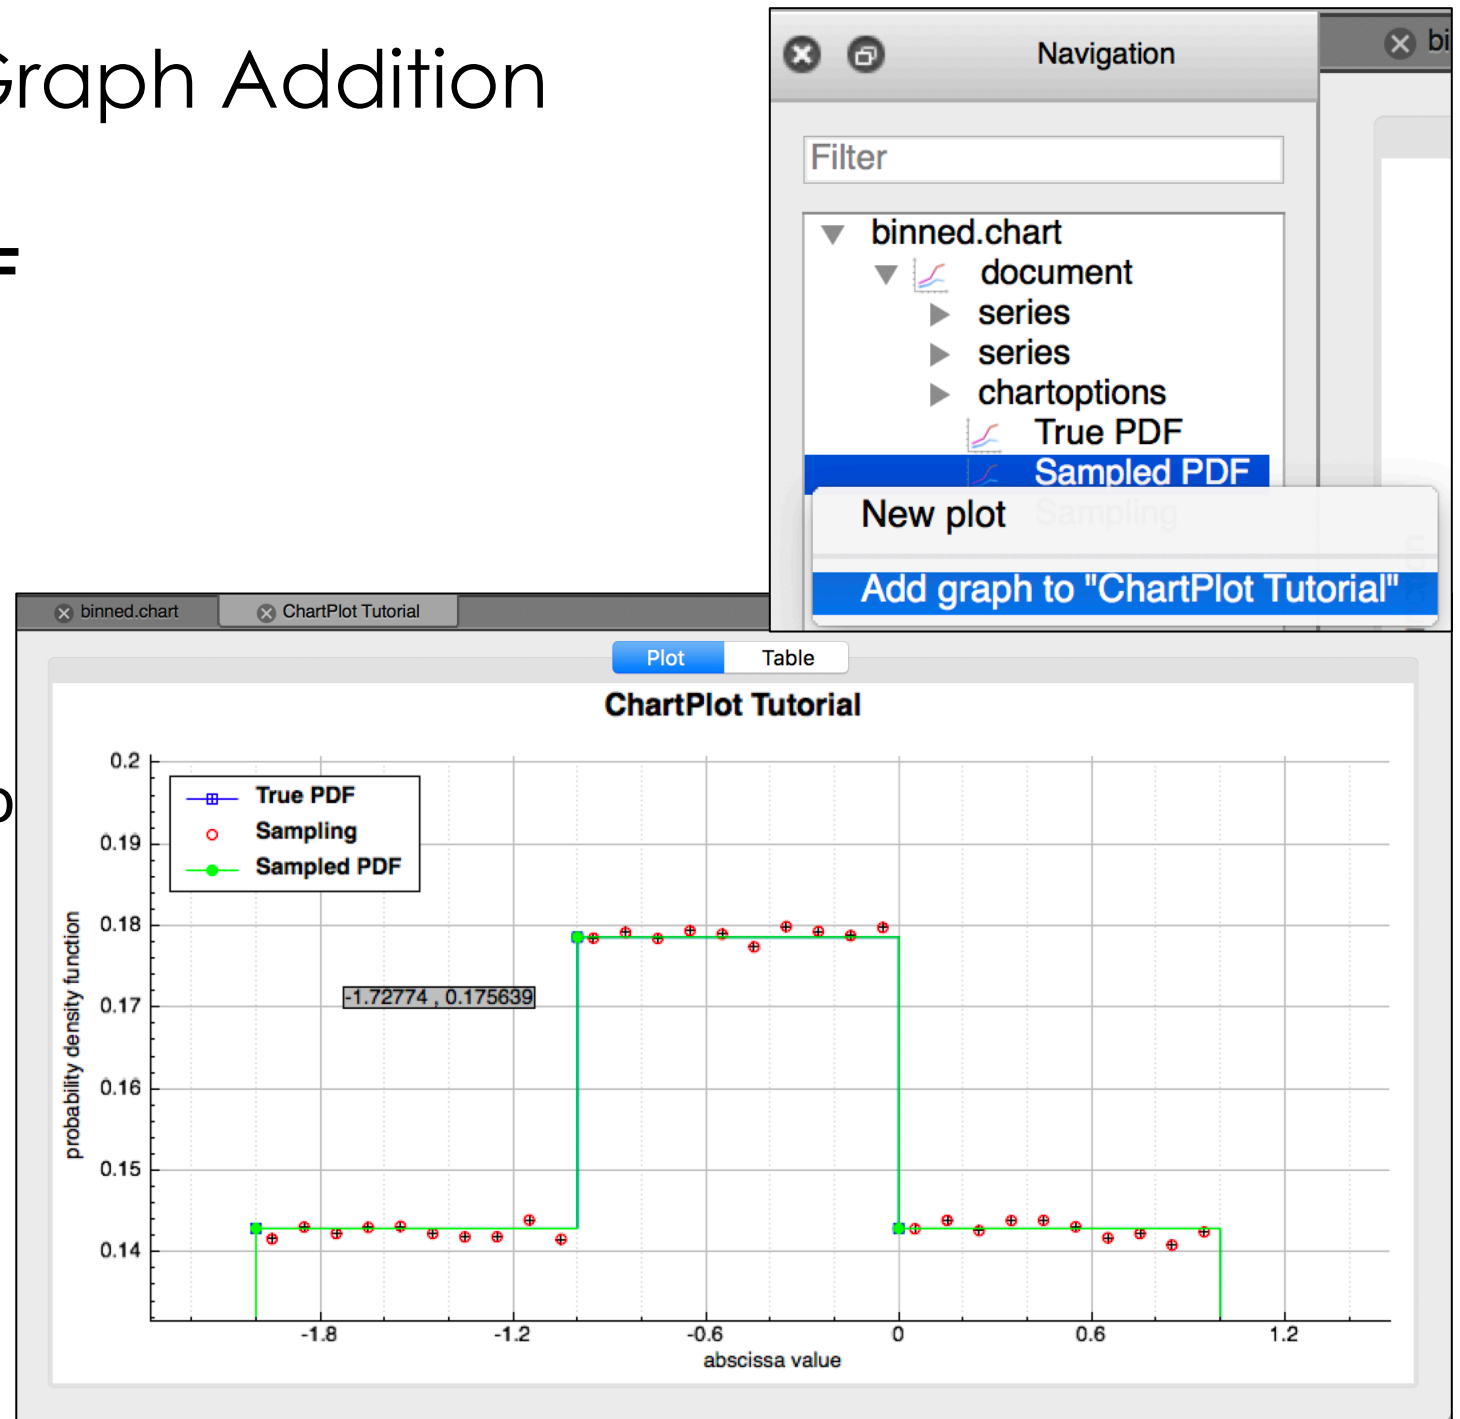 Graph Addition
Navigation
bi
Filter
binned.chart
document
series
series
chartoptions
True PDF
Sampled PDF
New plot
Sampling
Add graph to "ChartPlot Tutorial"
binned.chart
ChartPlot Tutorial
Plot
Table
ChartPlot Tutorial
True PDF
Sampling
Sampled PDF
0.2
0.19
0.18
0.17
0.16
0.15
0.14
probability density function
-1.72774 , 0.175639
-1.8
-1.2
-0.6
0
0.6
1.2
abscissa value